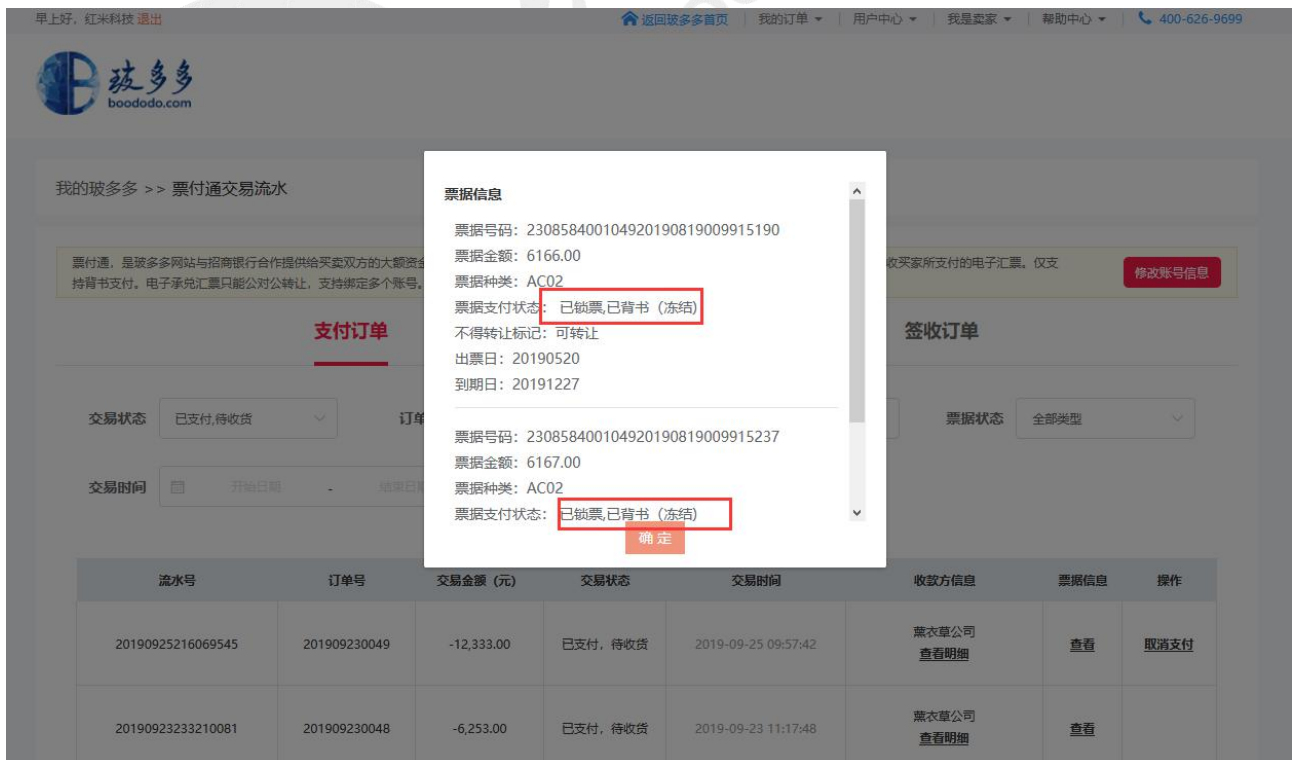 早上好，红米科技 退出
返回玻多多首页
我的订单
用户中心
我是卖家
帮助中心
400-626-9699
玻多多
boododo.com
我的玻多多 >> 票付通交易流水
票付通，是玻多多网站与招商银行合作提供给买卖双方的大额资金
收买家所支付的电子汇票。仅支
持背书支付。电子承兑汇票只能公对公转让，支持绑定多个账号。
修改账号信息
支付订单
签收订单
交易状态
已支付,待收货
订单
票据状态
全部类型
交易时间
开始日期
-
结束日期
票据信息
票据号码：230858400104920190819009915190
票据金额：6166.00
票据种类：AC02
票据支付状态： 已锁票,已背书（冻结)
不得转让标记：可转让
出票日：20190520
到期日：20191227
票据号码：230858400104920190819009915237
票据金额：6167.00
票据种类：AC02
票据支付状态： 已锁票,已背书（冻结)
确定
流水号 订单号 交易金额（元） 交易状态 交易时间 收款方信息 票据信息 操作
20190925216069545 201909230049 -12,333.00 已支付，待收货 2019-09-25 09:57:42 薰衣草公司 查看 取消支付
查看明细
20190923233210081 201909230048 -6,253.00 已支付，待收货 2019-09-23 11:17:48 薰衣草公司 查看
查看明细